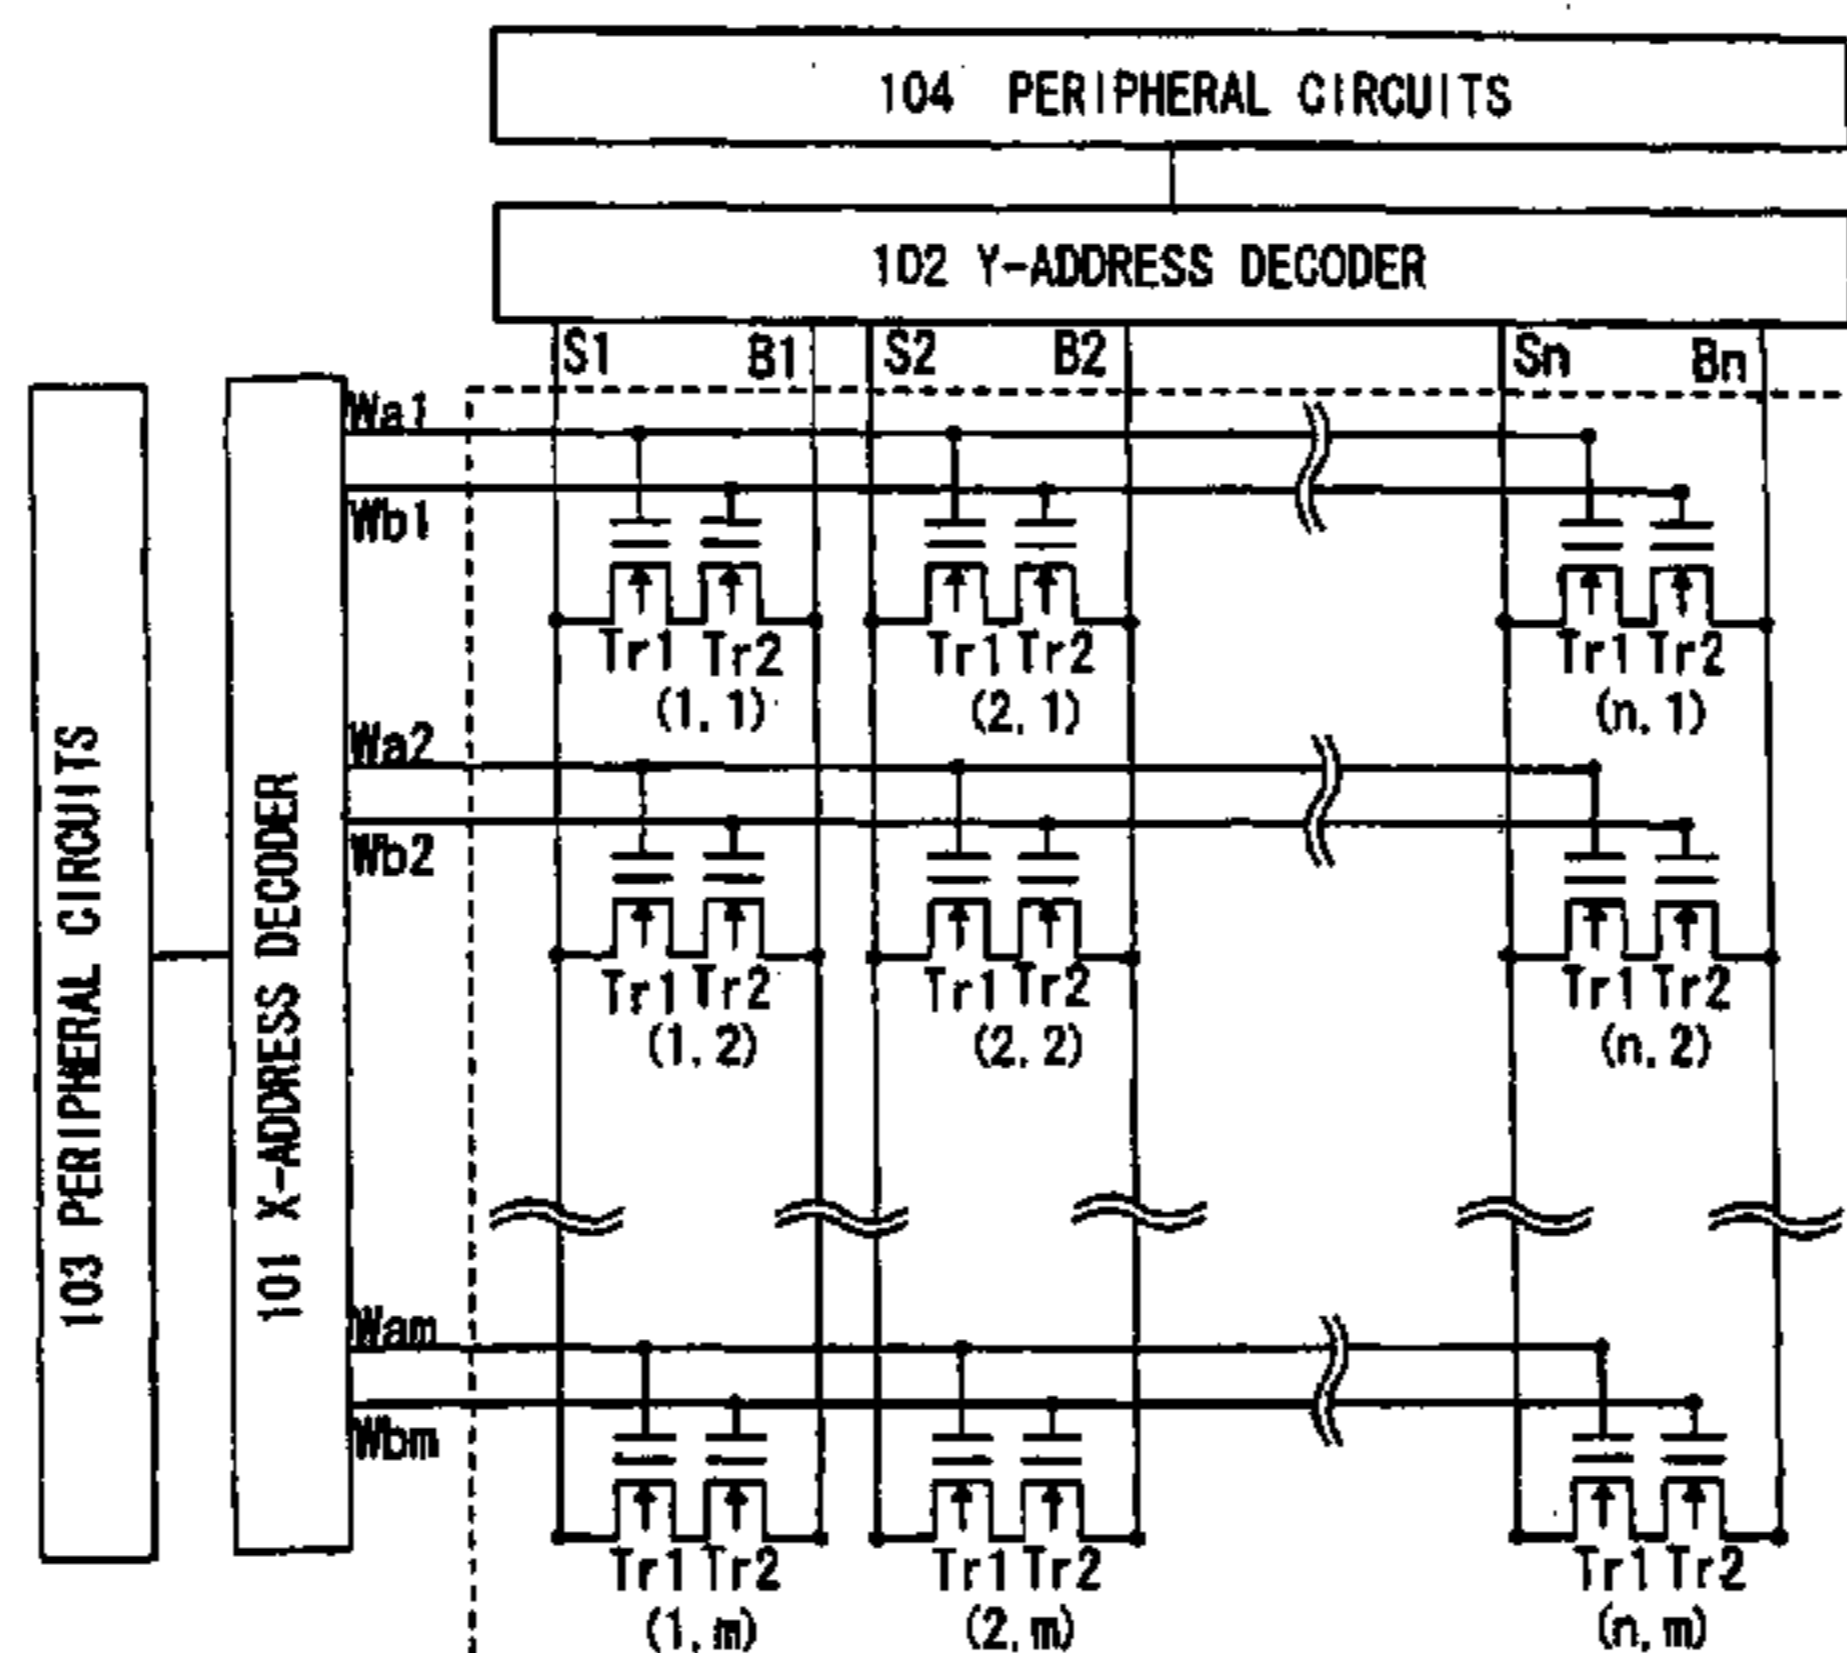 104 PERIPHERAL CIRCUITS
102 Y-ADDRESS DECODER
S1 B1 S2 B2 Sn Bn
103 PERIPHERAL CIRCUITS
101 X-ADDRESS DECODER
Wa1
Wb1
Tr1 Tr2 Tr1 Tr2 Tr1 Tr2
(1,1) (2,1) (n,1)
Wa2
Wb2
Tr1 Tr2 Tr1 Tr2 Tr1 Tr2
(1,2) (2,2) (n,2)
Wam
Wbm
Tr1 Tr2 Tr1 Tr2 Tr1 Tr2
(1,m) (2,m) (n,m)